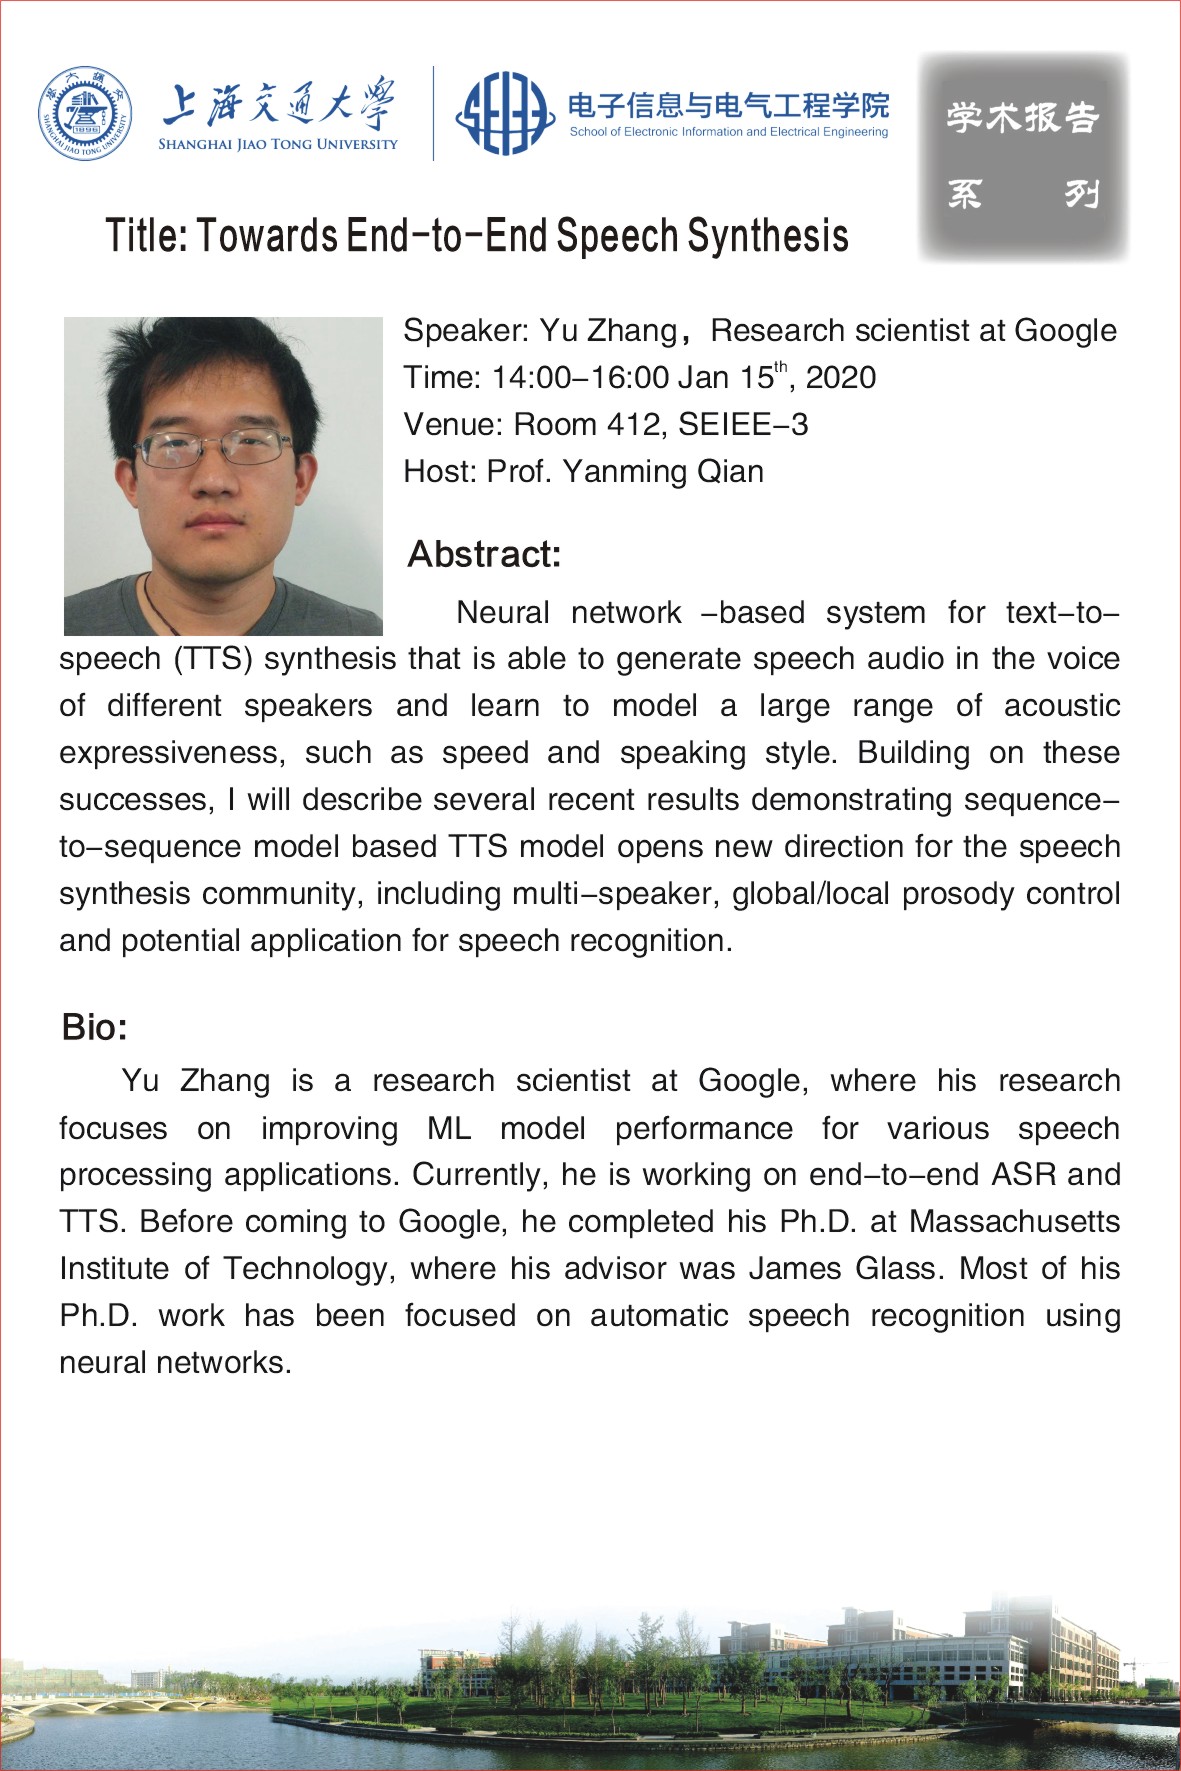 上海交通大学
SHANGHAI JIAO TONG UNIVERSITY
1896
SHANGHAI JIAO TONG UNIVERSITY
SEIEE
电子信息与电气工程学院
School of Electronic Information and Electrical Engineering
学术报告
系 列
Title: Towards End-to-End Speech Synthesis
Speaker: Yu Zhang，Research scientist at Google
Time: 14:00-16:00 Jan 15th, 2020
Venue: Room 412, SEIEE-3
Host: Prof. Yanming Qian
Abstract:
Neural network -based system for text-to-
speech (TTS) synthesis that is able to generate speech audio in the voice
of different speakers and learn to model a large range of acoustic
expressiveness, such as speed and speaking style. Building on these
successes, I will describe several recent results demonstrating sequence-
to-sequence model based TTS model opens new direction for the speech
synthesis community, including multi-speaker, global/local prosody control
and potential application for speech recognition.
Bio:
Yu Zhang is a research scientist at Google, where his research
focuses on improving ML model performance for various speech
processing applications. Currently, he is working on end-to-end ASR and
TTS. Before coming to Google, he completed his Ph.D. at Massachusetts
Institute of Technology, where his advisor was James Glass. Most of his
Ph.D. work has been focused on automatic speech recognition using
neural networks.